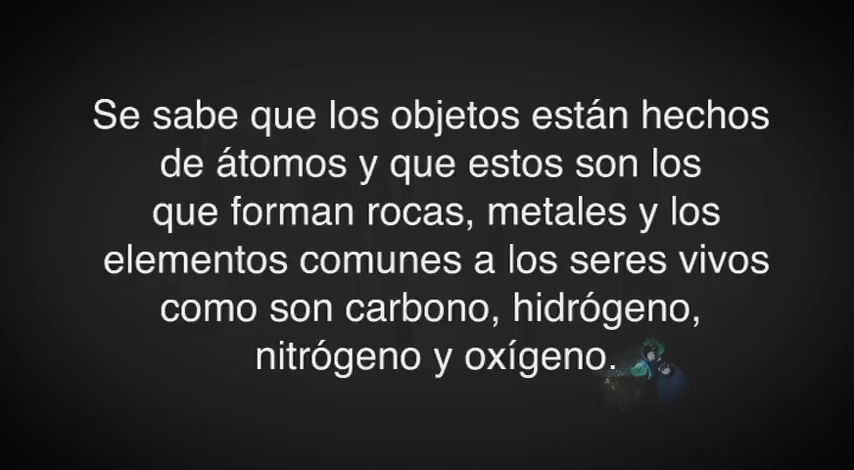 Se sabe que los objetos están hechos
de átomos y que estos son los
que forman rocas, metales y los
elementos comunes a los seres vivos
como son carbono, hidrógeno,
nitrógeno y oxígeno.